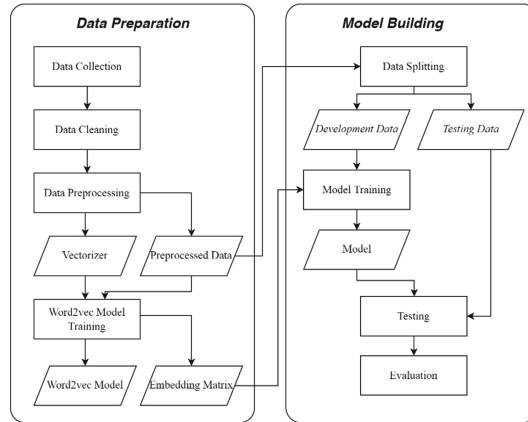 Data Preparation
Data Collection
Data Cleaning
Data Preprocessing
Vectorizer
Preprocessed Data
Word2vec Model
Training
Word2vec Model
Embedding Matrix
Model Building
Data Splitting
Development Data
Testing Data
Model Training
Model
Testing
Evaluation